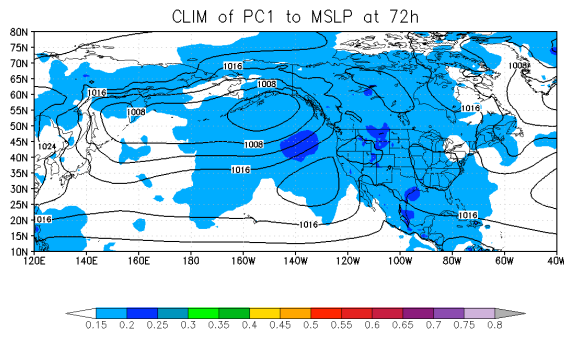 CLIM of PC1 to MSLP at 72h
80N
75N
70N
65N
60N
55N
50N
45N
40N
35N
30N
25N
20N
15N
10N
1016
1008
1008
1016
1016
1008
1016
1024
1008
1016
016
1016
1016
120E 140E 160E 180 160W 140W 120W 100W 80W 60W 40W
0.15 0.2 0.25 0.3 0.35 0.4 0.45 0.5 0.55 0.6 0.65 0.7 0.75 0.8